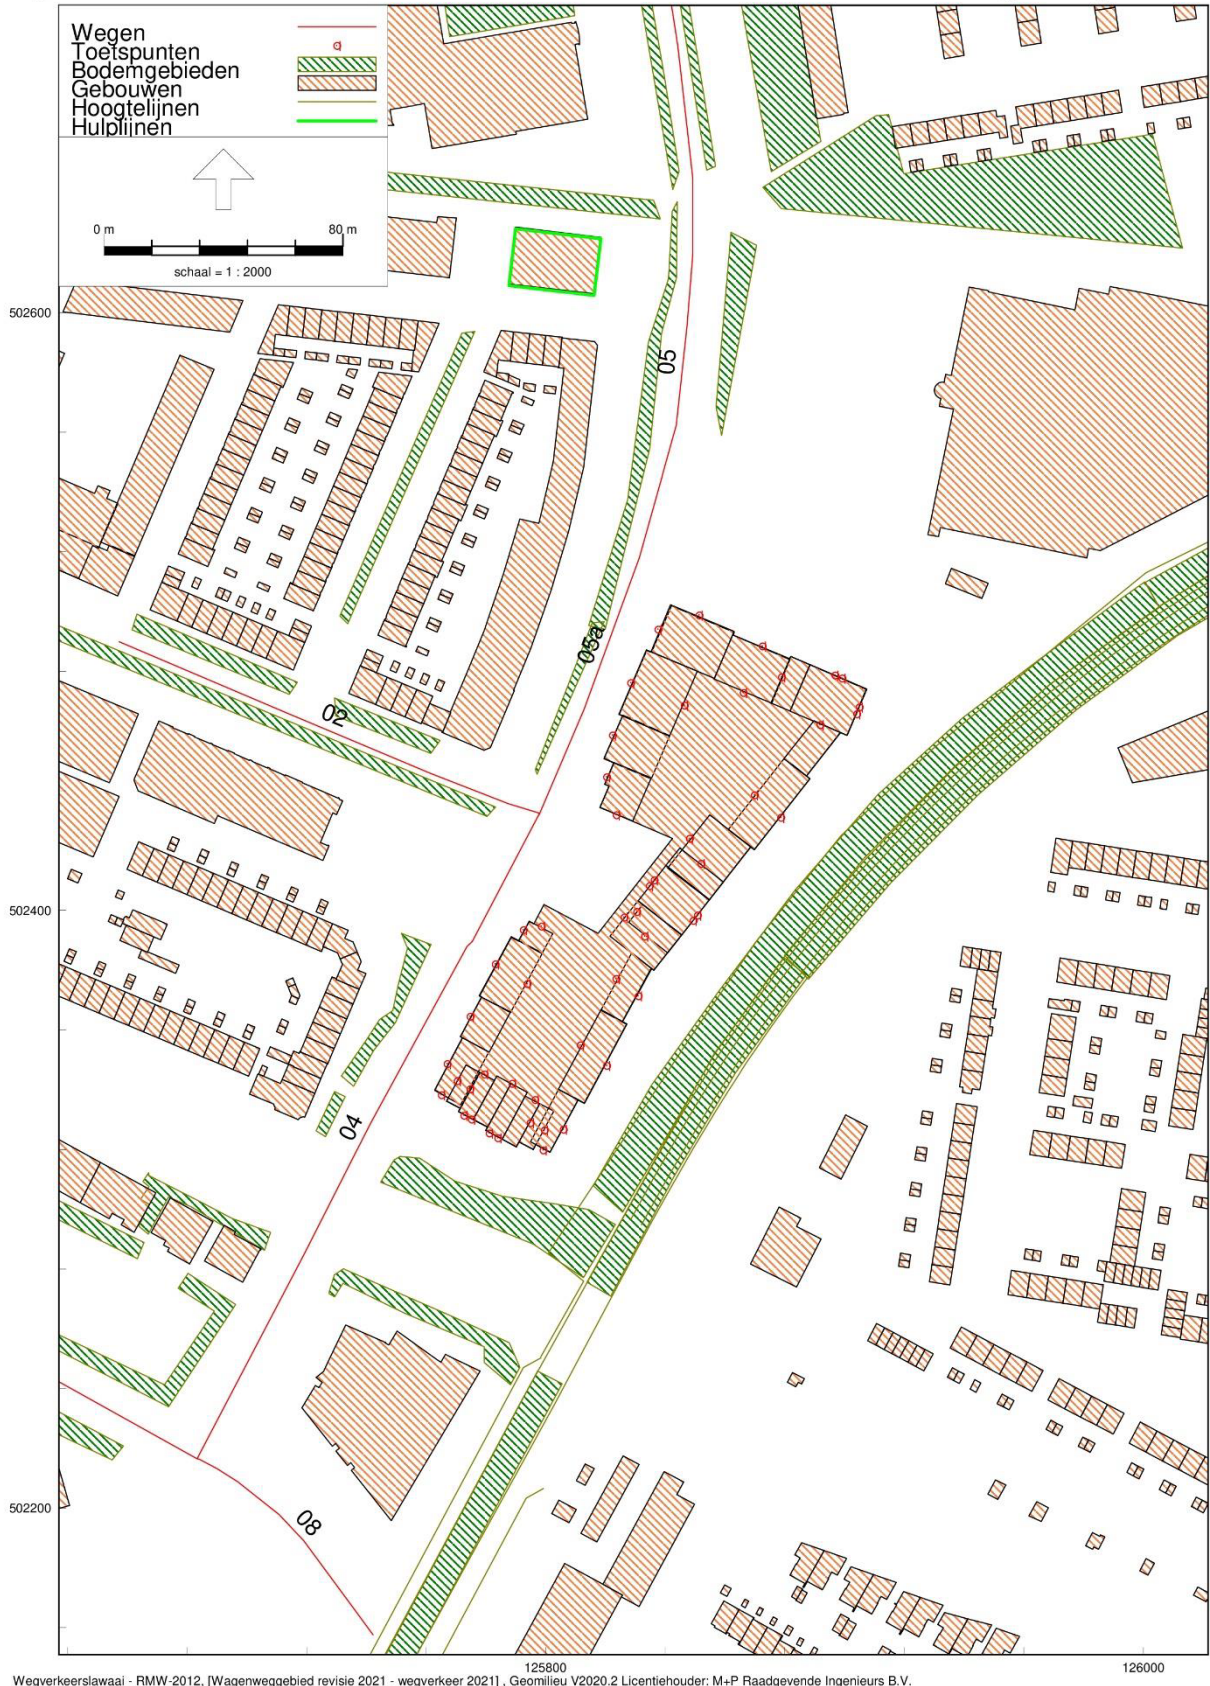 Wegen
Toetspunten
Bodemgebieden
Gebouwen
Hoogtelijnen
Hulplijnen
0 m 80 m
schaal = 1 : 2000
502600
05
05a
02
502400
04
502200
08
125800 126000
Wegverkeerslawaai - RMW-2012, [Wagenweggebied revisie 2021 - wegverkeer 2021] , Geomilieu V2020.2 Licentiehouder: M+P Raadgevende Ingenieurs B.V.